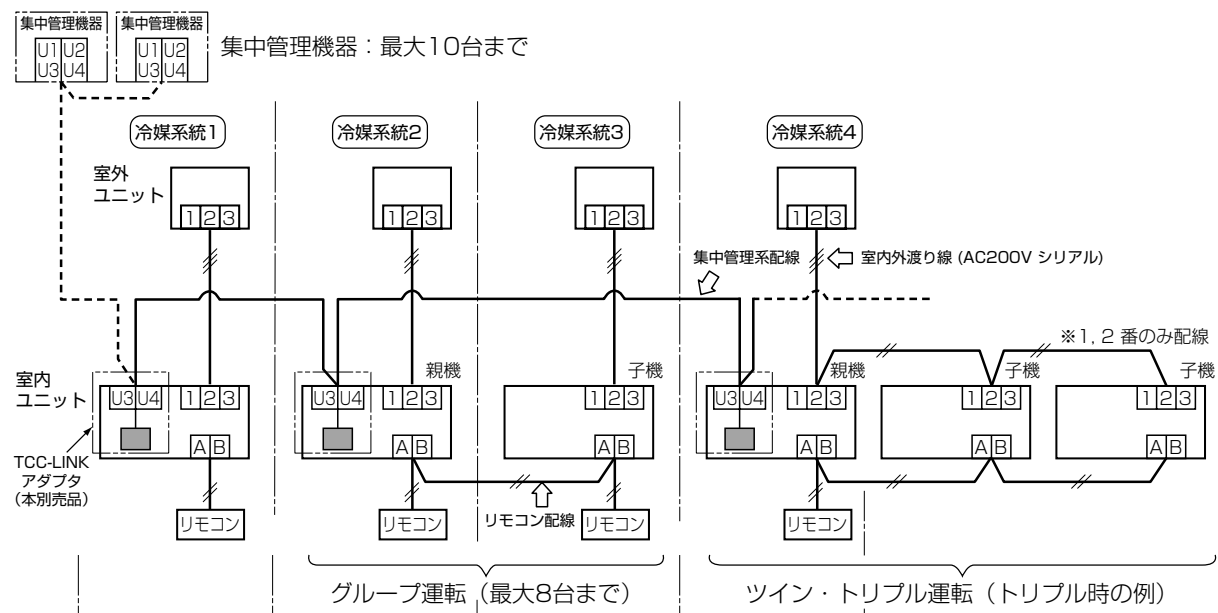 集中管理機器
集中管理機器
U1 U2
U3 U4
U1 U2
U3 U4
集中管理機器：最大10台まで
冷媒系統1
冷媒系統2
冷媒系統3
冷媒系統4
室外
ユニット
1 2 3
1 2 3
1 2 3
1 2 3
集中管理系配線
室内外渡り線 (AC200V シリアル)
※1, 2 番のみ配線
室内
ユニット
親機
子機
親機
子機
子機
U3 U4
1 2 3
U3 U4
1 2 3
1 2 3
U3 U4
1 2 3
1 2 3
1 2 3
A B
A B
A B
A B
A B
A B
TCC-LINK
アダプタ
（本別売品）
リモコン
リモコン
リモコン配線
リモコン
リモコン
グループ運転（最大8台まで）
ツイン・トリプル運転（トリプル時の例）